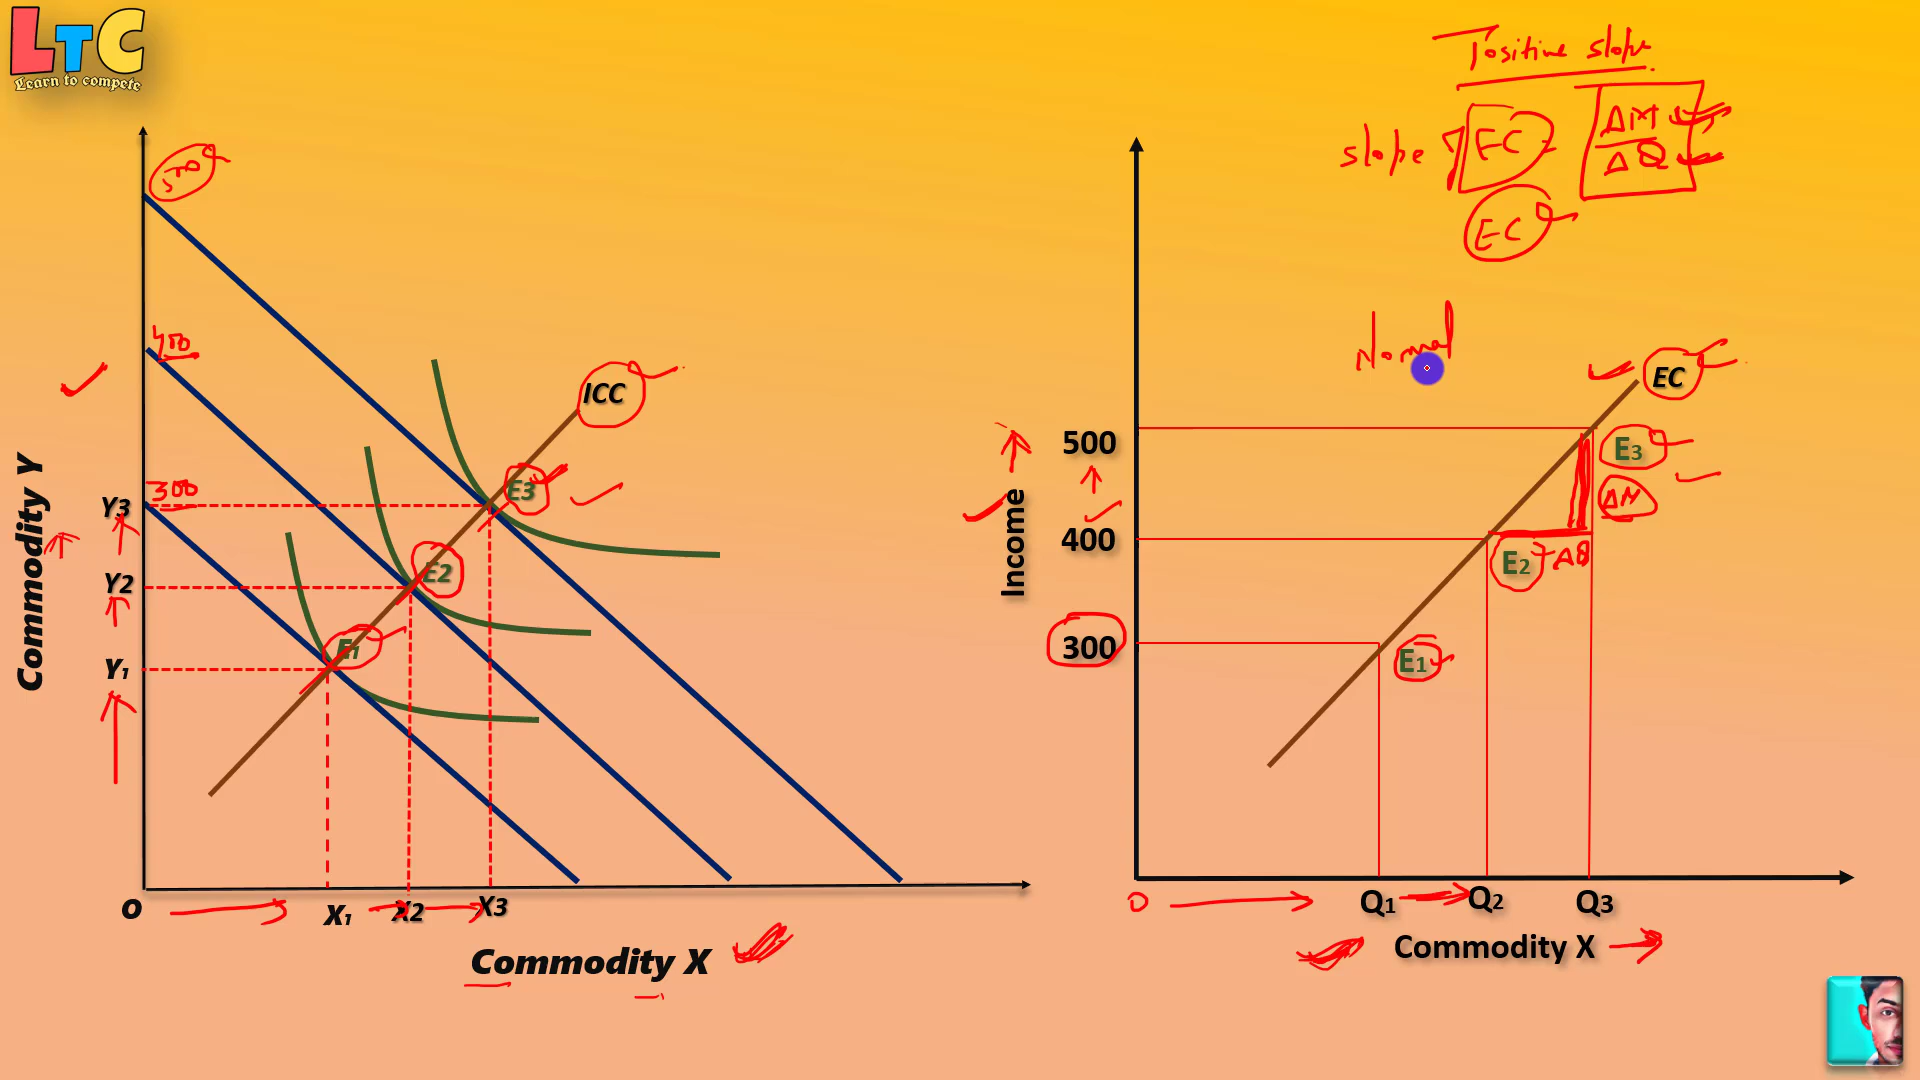 LTC
Learn to compete
Positive slope
slope EC = ΔM
ΔQ
EC
500
400
300
ICC
E3
E2
E1
Y3
Y2
Y1
Commodity Y
O
X1 X2 X3
Commodity X
Normal
EC
500
400
300
Income
E3
ΔM
E2 ΔQ
E1
O
Q1 Q2 Q3
Commodity X